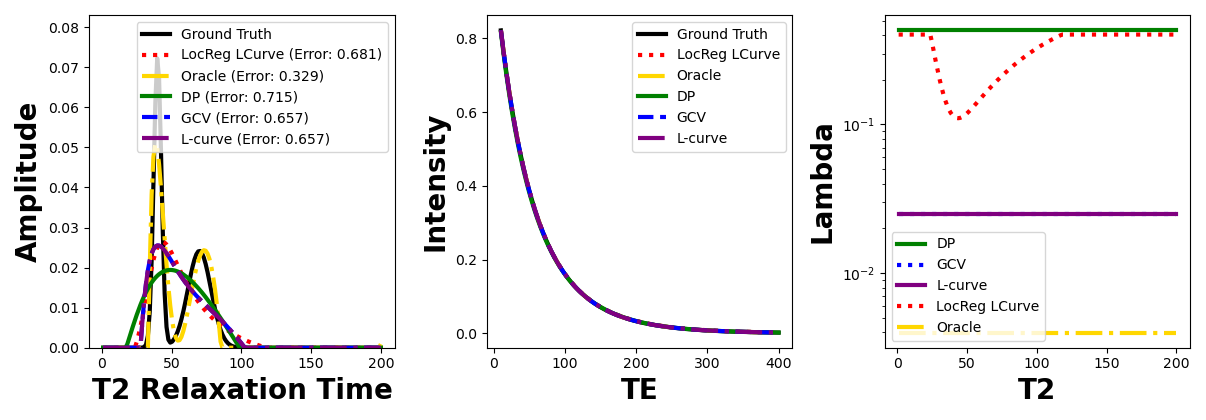 Amplitude
0.08
0.07
0.06
0.05
0.04
0.03
0.02
0.01
0.00
0
50
100
150
200
T2 Relaxation Time
Ground Truth
LocReg LCurve (Error: 0.681)
Oracle (Error: 0.329)
DP (Error: 0.715)
GCV (Error: 0.657)
L-curve (Error: 0.657)
Intensity
0.8
0.6
0.4
0.2
0.0
0
100
200
300
400
TE
Ground Truth
LocReg LCurve
Oracle
DP
GCV
L-curve
Lambda
10⁻¹
10⁻²
0
50
100
150
200
T2
DP
GCV
L-curve
LocReg LCurve
Oracle